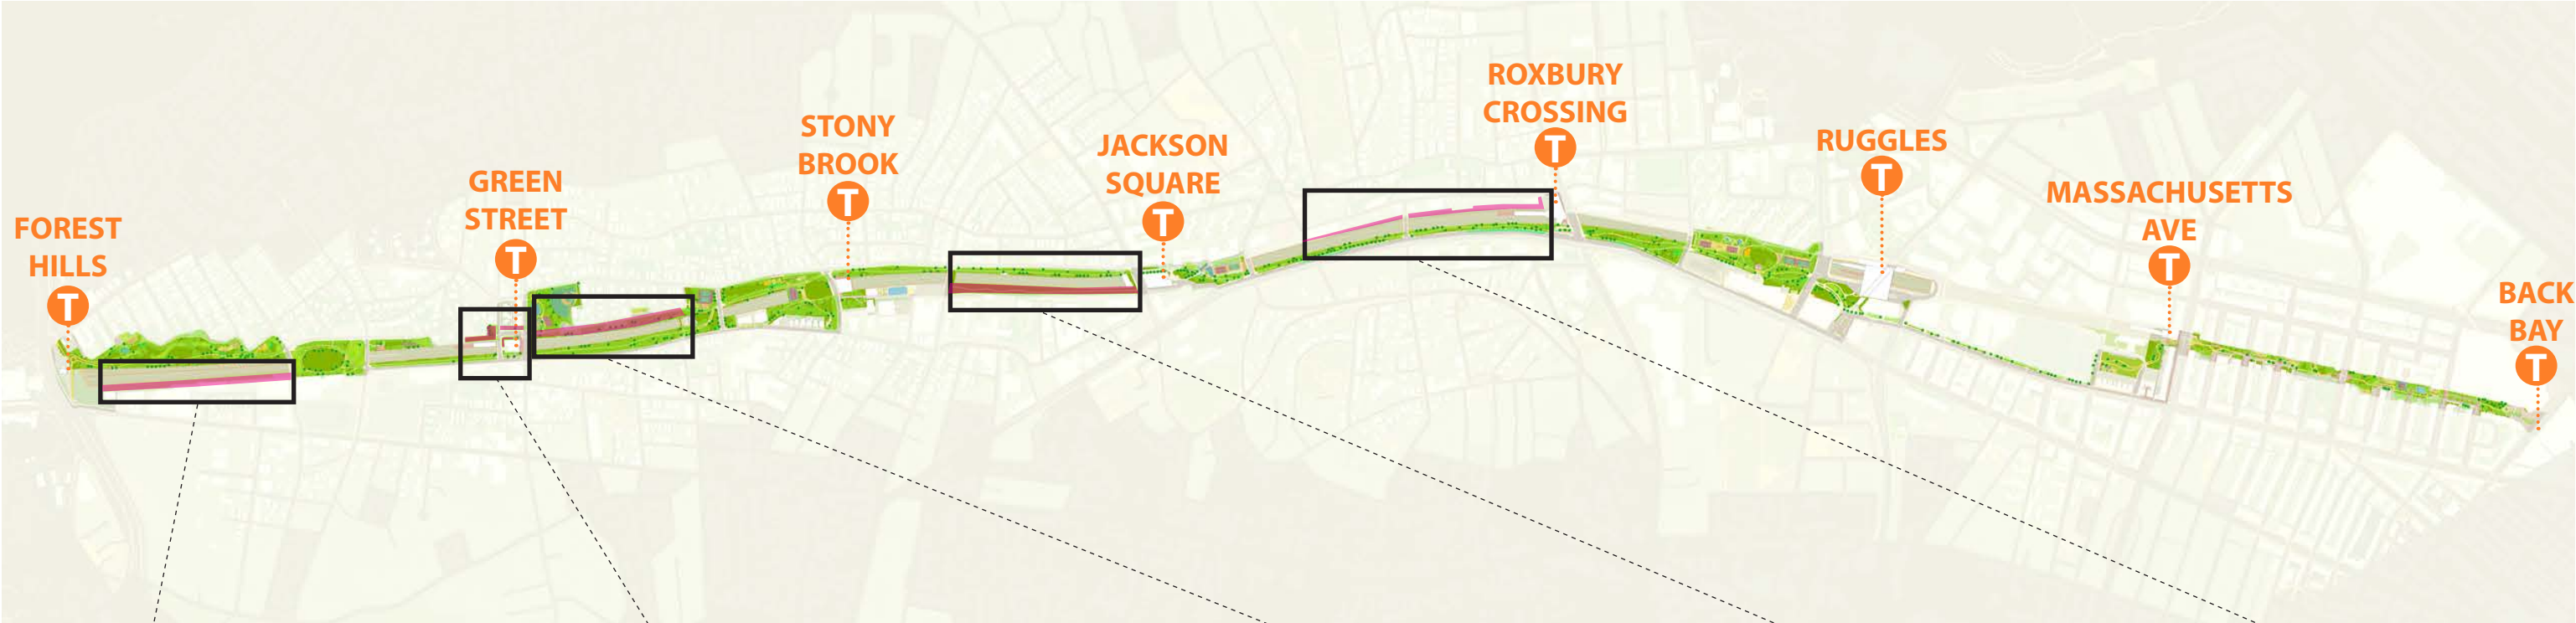 FOREST
HILLS
T
GREEN
STREET
T
STONY
BROOK
T
JACKSON
SQUARE
T
ROXBURY
CROSSING
T
RUGGLES
T
MASSACHUSETTS
AVE
T
BACK
BAY
T